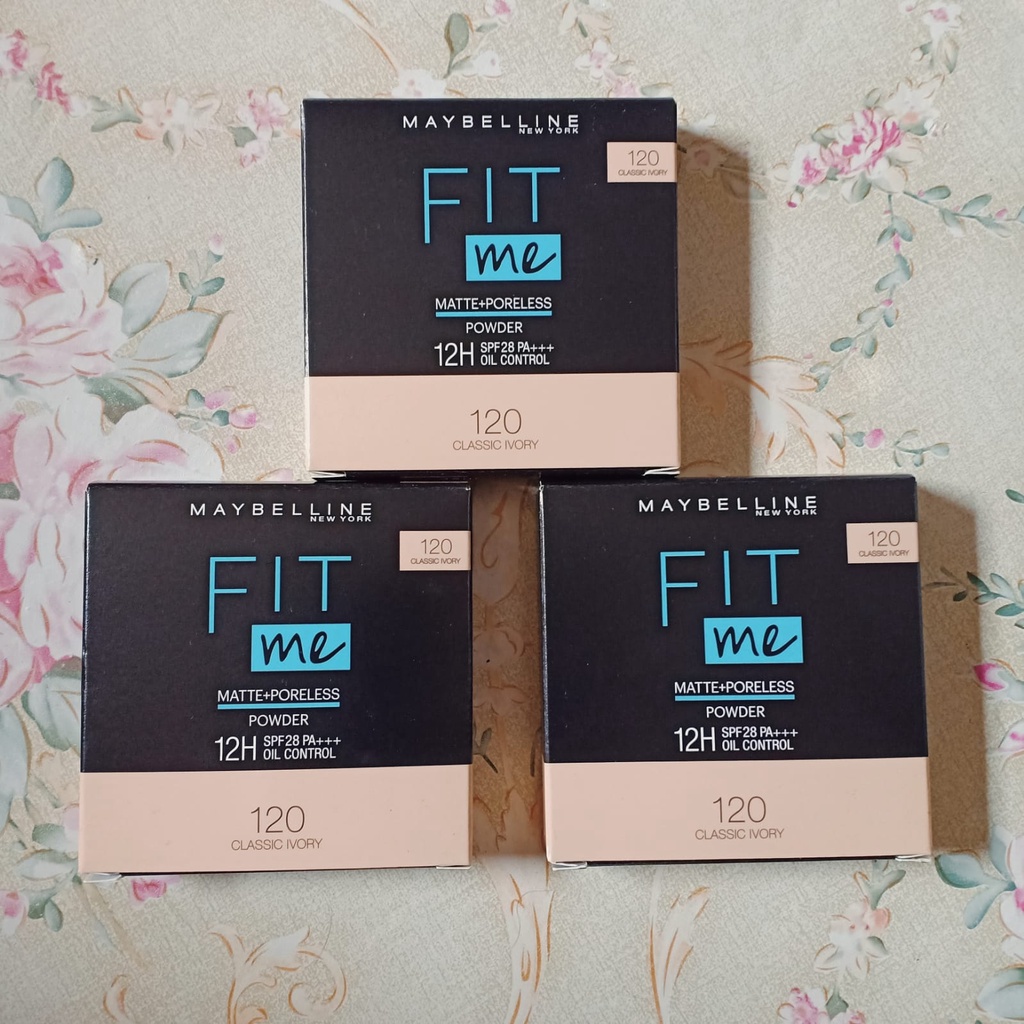 MAYBELLINE
NEW YORK
120
CLASSIC IVORY
FIT
me
MATTE+PORELESS
POWDER
12H SPF28 PA+++
OIL CONTROL
120
CLASSIC IVORY
MAYBELLINE
NEW YORK
120
CLASSIC IVORY
FIT
me
MATTE+PORELESS
POWDER
12H SPF28 PA+++
OIL CONTROL
120
CLASSIC IVORY
MAYBELLINE
NEW YORK
120
CLASSIC IVORY
FIT
me
MATTE+PORELESS
POWDER
12H SPF28 PA+++
OIL CONTROL
120
CLASSIC IVORY